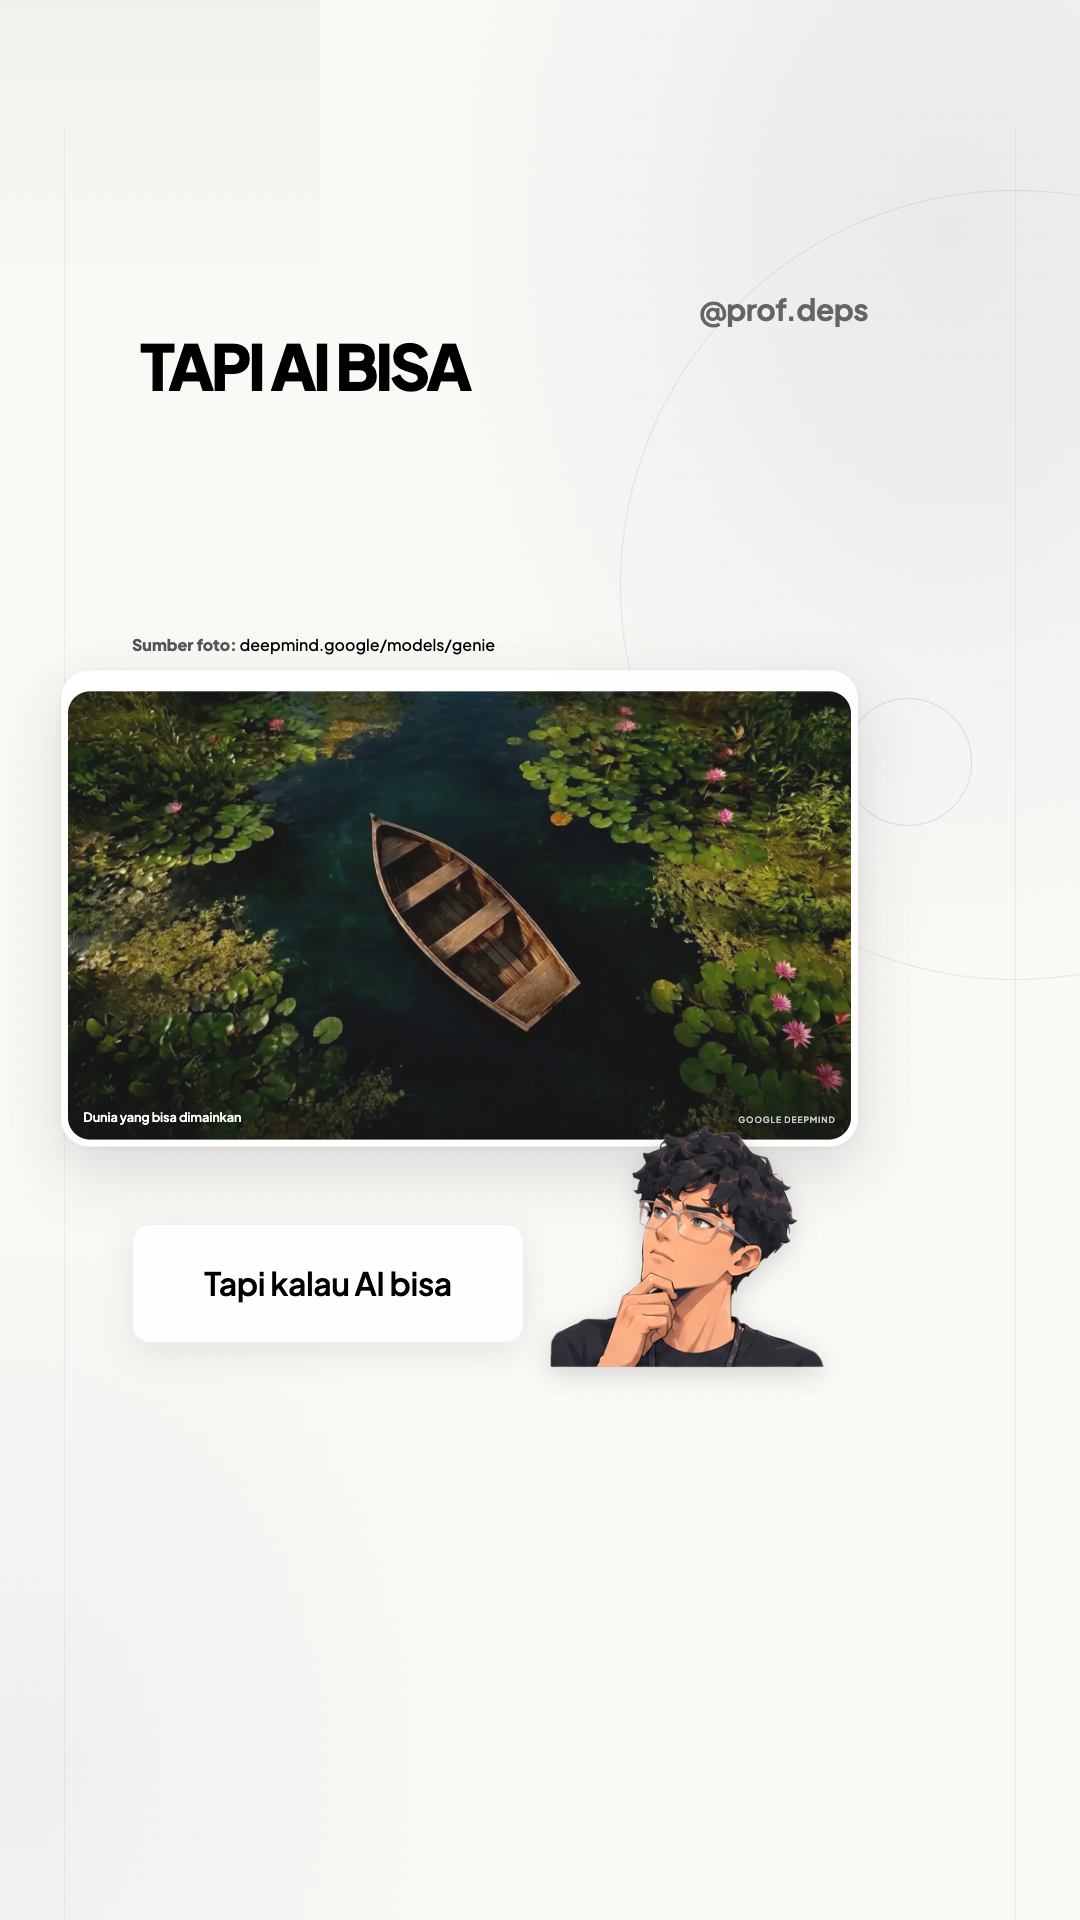 @prof.deps
TAPI AI BISA
Sumber foto: deepmind.google/models/genie
Dunia yang bisa dimainkan
GOOGLE DEEPMIND
Tapi kalau AI bisa